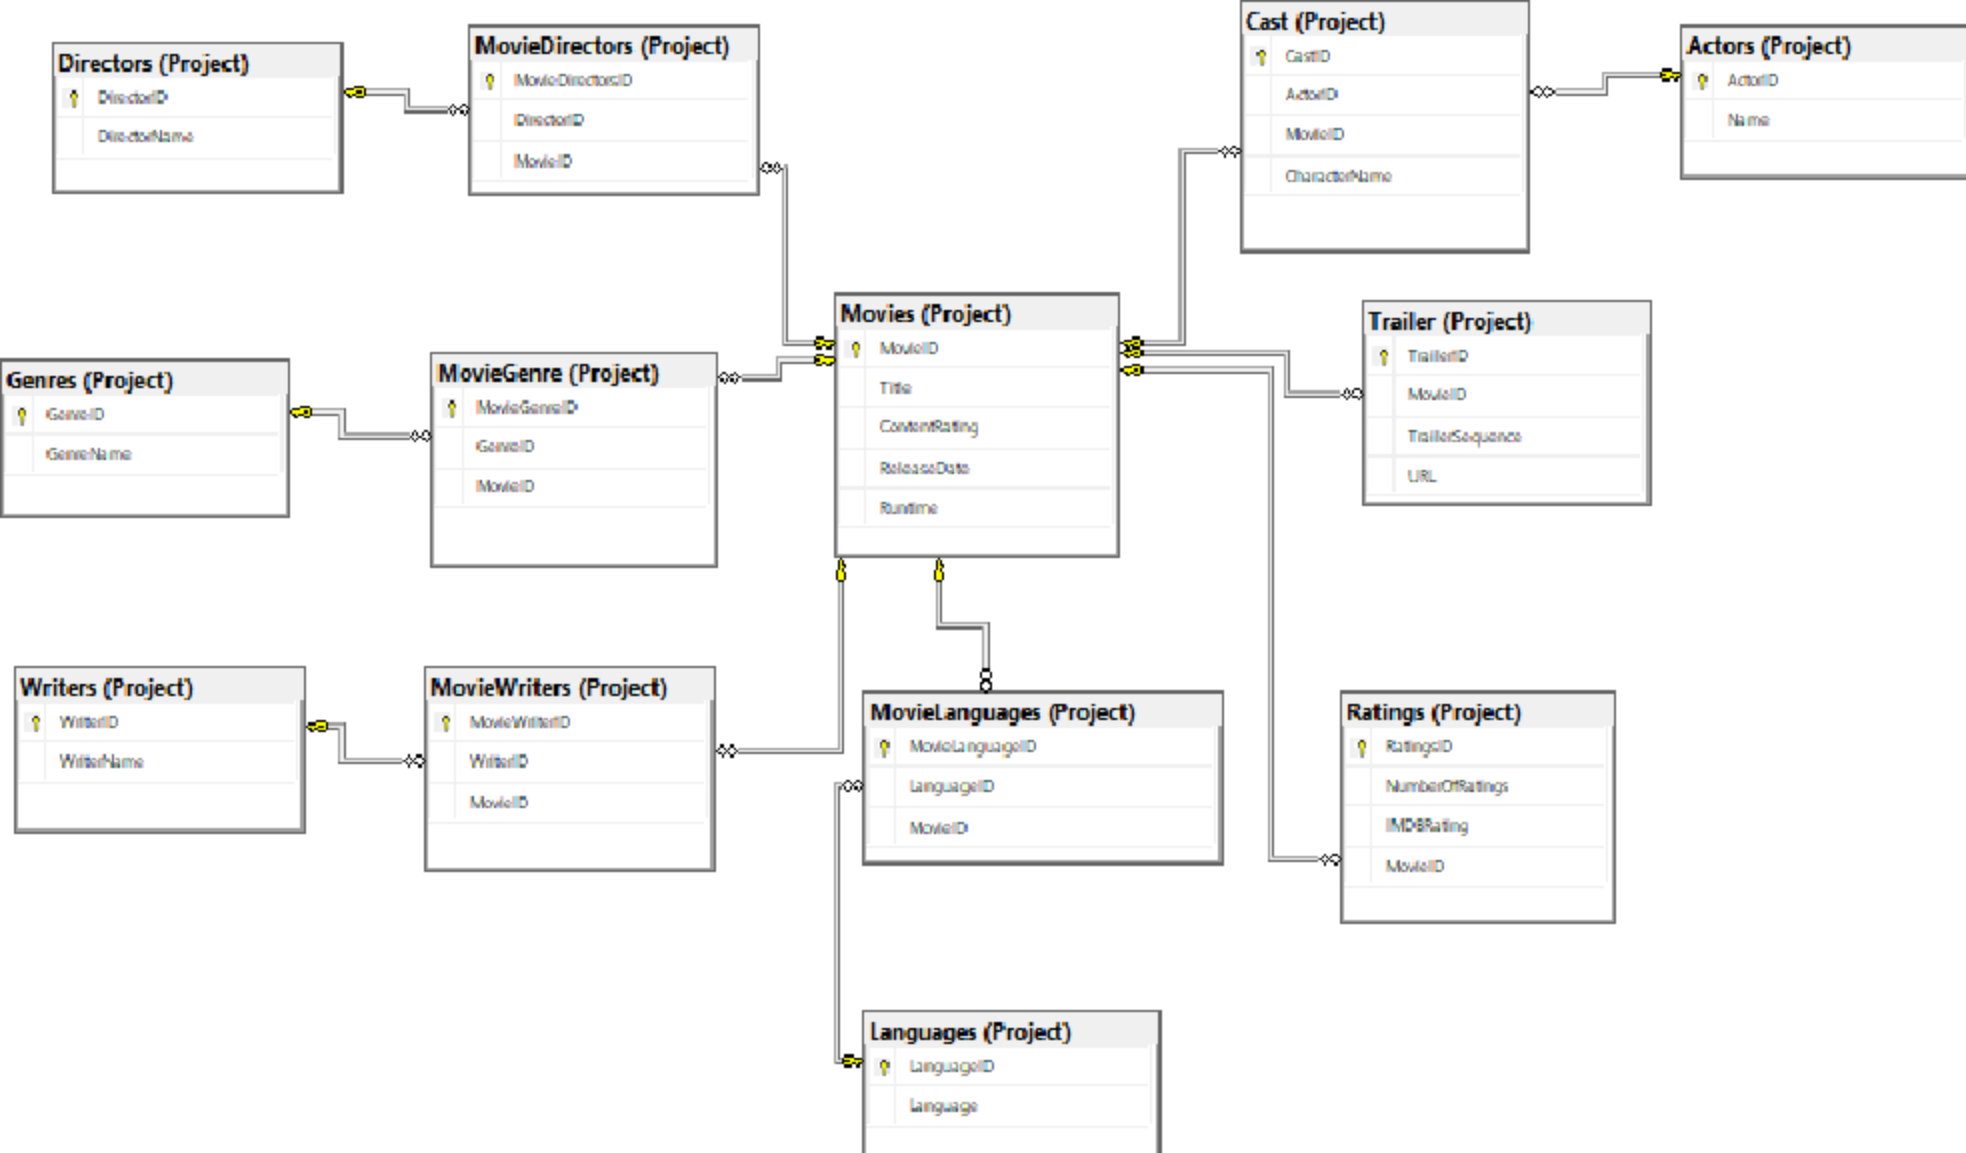 Directors (Project)
DirectorID
DirectorName
MovieDirectors (Project)
MovieDirectorsID
DirectorID
MovieID
Cast (Project)
CastID
ActorID
MovieID
CharacterName
Actors (Project)
ActorID
Name
Genres (Project)
GenreID
GenreName
MovieGenre (Project)
MovieGenreID
GenreID
MovieID
Movies (Project)
MovieID
Title
ContentRating
ReleaseDate
Runtime
Trailer (Project)
TrailerID
MovieID
TrailerSequence
URL
Writers (Project)
WriterID
WriterName
MovieWriters (Project)
MovieWriterID
WriterID
MovieID
MovieLanguages (Project)
MovieLanguageID
LanguageID
MovieID
Ratings (Project)
RatingsID
NumberOfRatings
IMDBRating
MovieID
Languages (Project)
LanguageID
Language